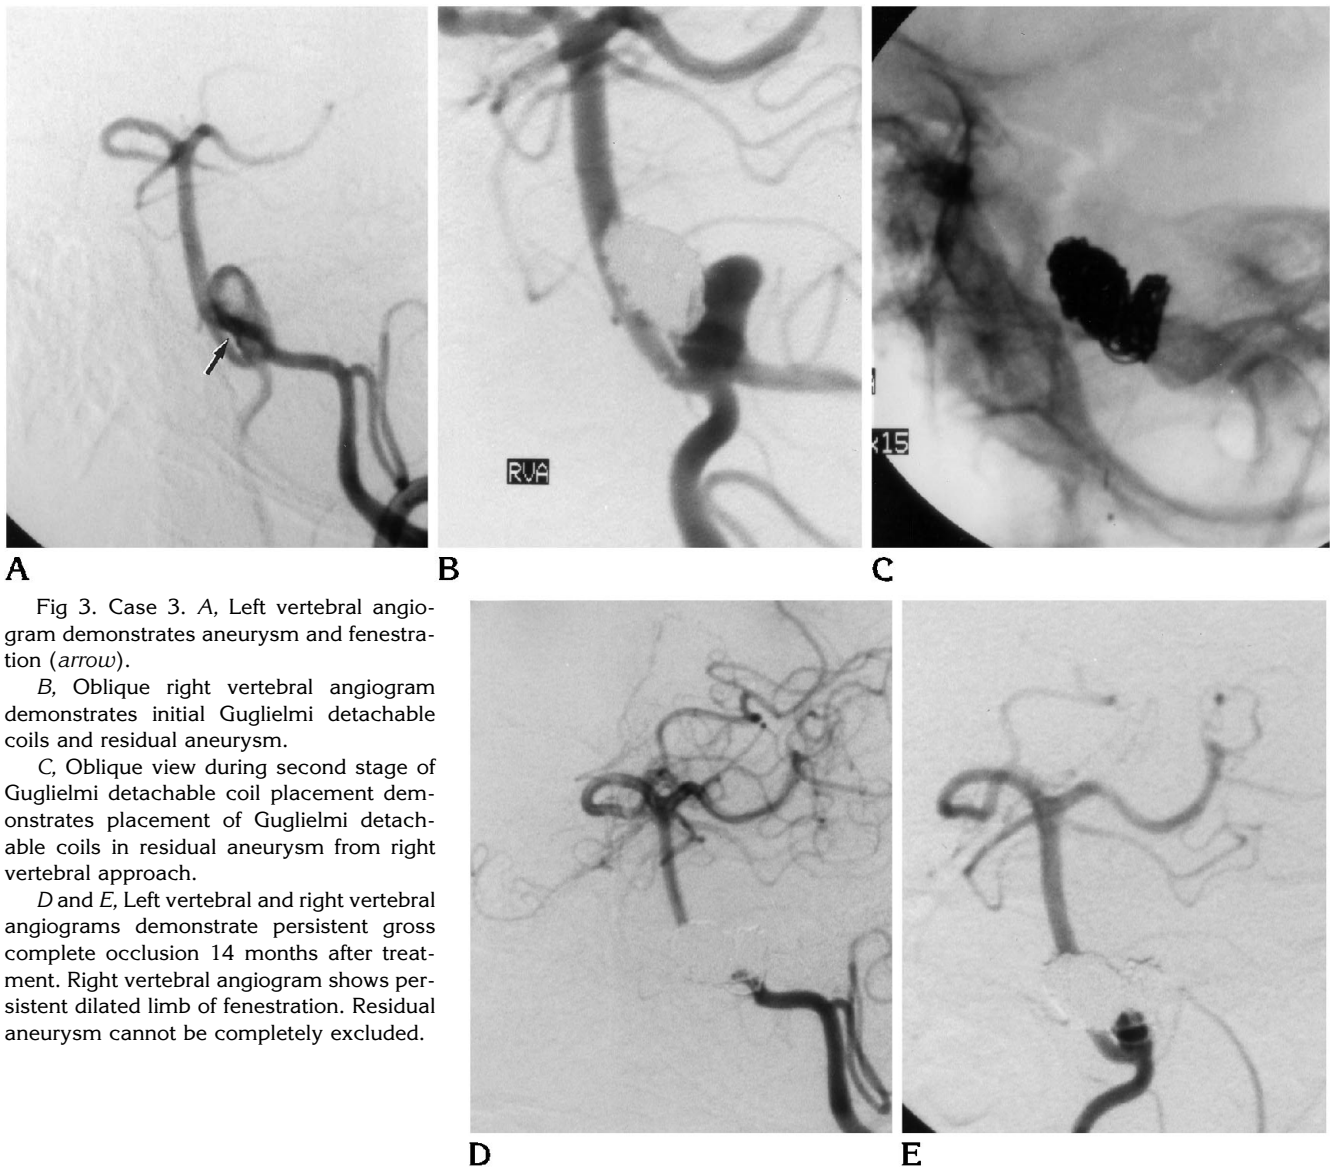 RVA
x15
A
B
C
Fig 3. Case 3. A, Left vertebral angio-
gram demonstrates aneurysm and fenestra-
tion (arrow).
B, Oblique right vertebral angiogram
demonstrates initial Guglielmi detachable
coils and residual aneurysm.
C, Oblique view during second stage of
Guglielmi detachable coil placement dem-
onstrates placement of Guglielmi detach-
able coils in residual aneurysm from right
vertebral approach.
D and E, Left vertebral and right vertebral
angiograms demonstrate persistent gross
complete occlusion 14 months after treat-
ment. Right vertebral angiogram shows per-
sistent dilated limb of fenestration. Residual
aneurysm cannot be completely excluded.
D
E